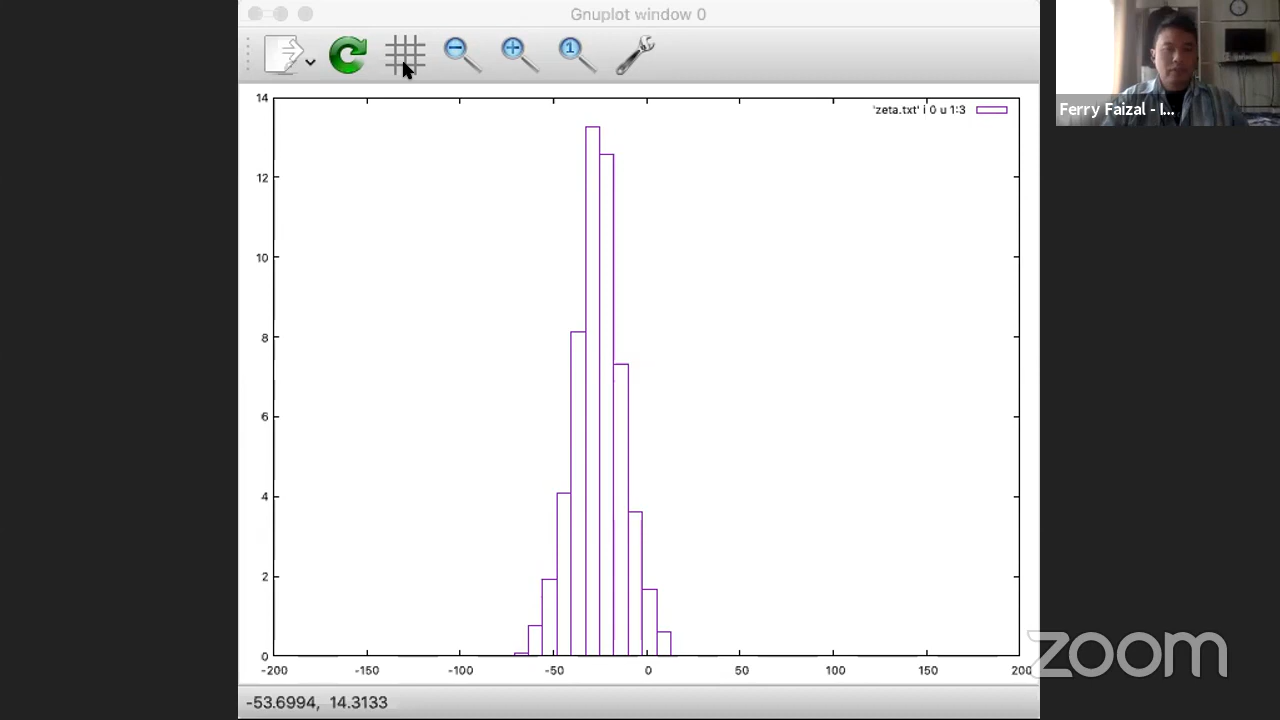 Gnuplot window 0
1
Ferry Faizal - I...
'zeta.txt' i 0 u 1:3
14
12
10
8
6
4
2
0
-200 -150 -100 -50 0 50 100 150 200
-53.6994, 14.3133
zoom